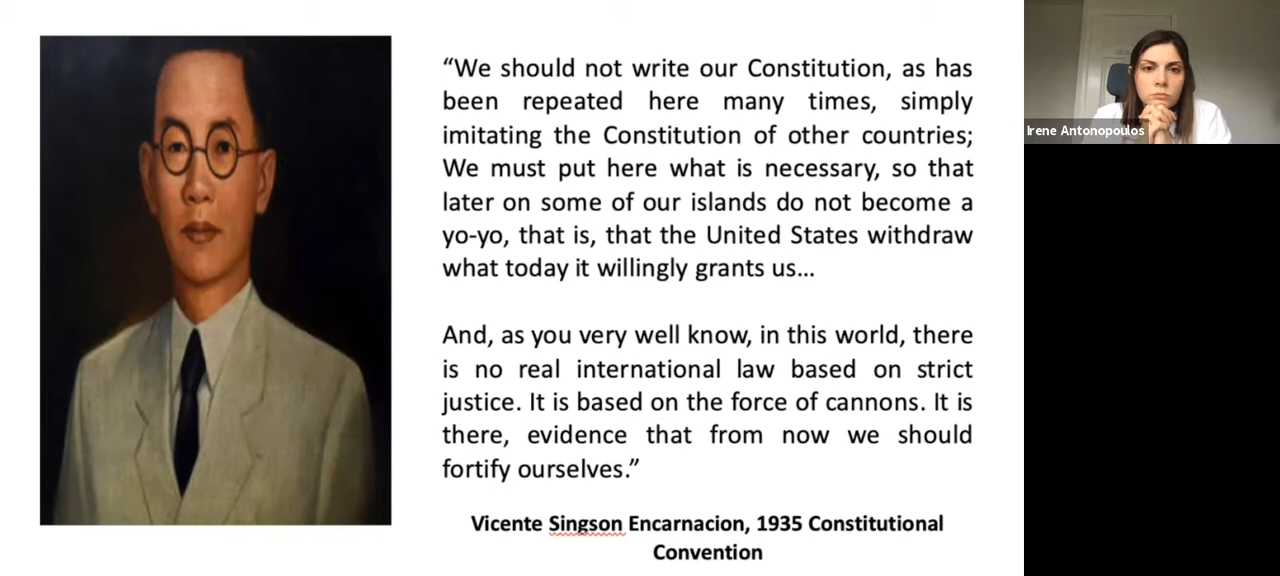 “We should not write our Constitution, as has
been repeated here many times, simply
imitating the Constitution of other countries;
We must put here what is necessary, so that
later on some of our islands do not become a
yo-yo, that is, that the United States withdraw
what today it willingly grants us...
And, as you very well know, in this world, there
is no real international law based on strict
justice. It is based on the force of cannons. It is
there, evidence that from now we should
fortify ourselves.”
Vicente Singson Encarnacion, 1935 Constitutional
Convention
Irene Antonopoulos